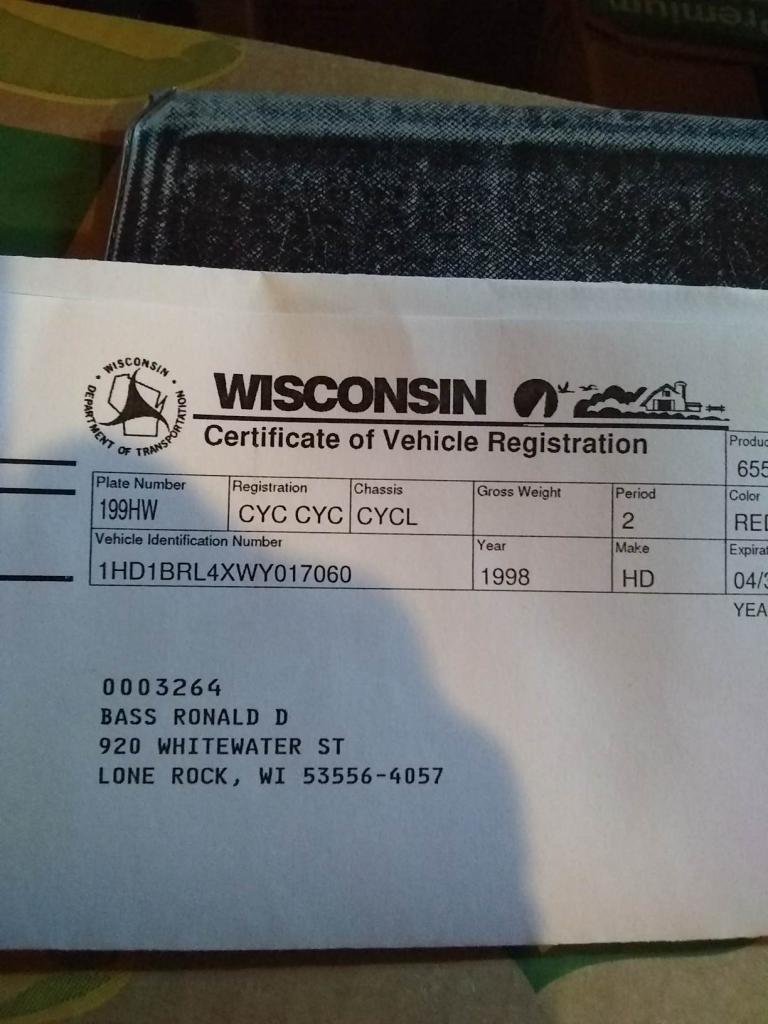 Premium
WISCONSIN
DEPARTMENT OF TRANSPORTATION
WISCONSIN
Certificate of Vehicle Registration
Plate Number Registration Chassis Gross Weight Period Color
199HW CYC CYC CYCL 2
Vehicle Identification Number Year Make
1HD1BRL4XWY017060 1998 HD
0003264
BASS RONALD D
920 WHITEWATER ST
LONE ROCK, WI 53556-4057